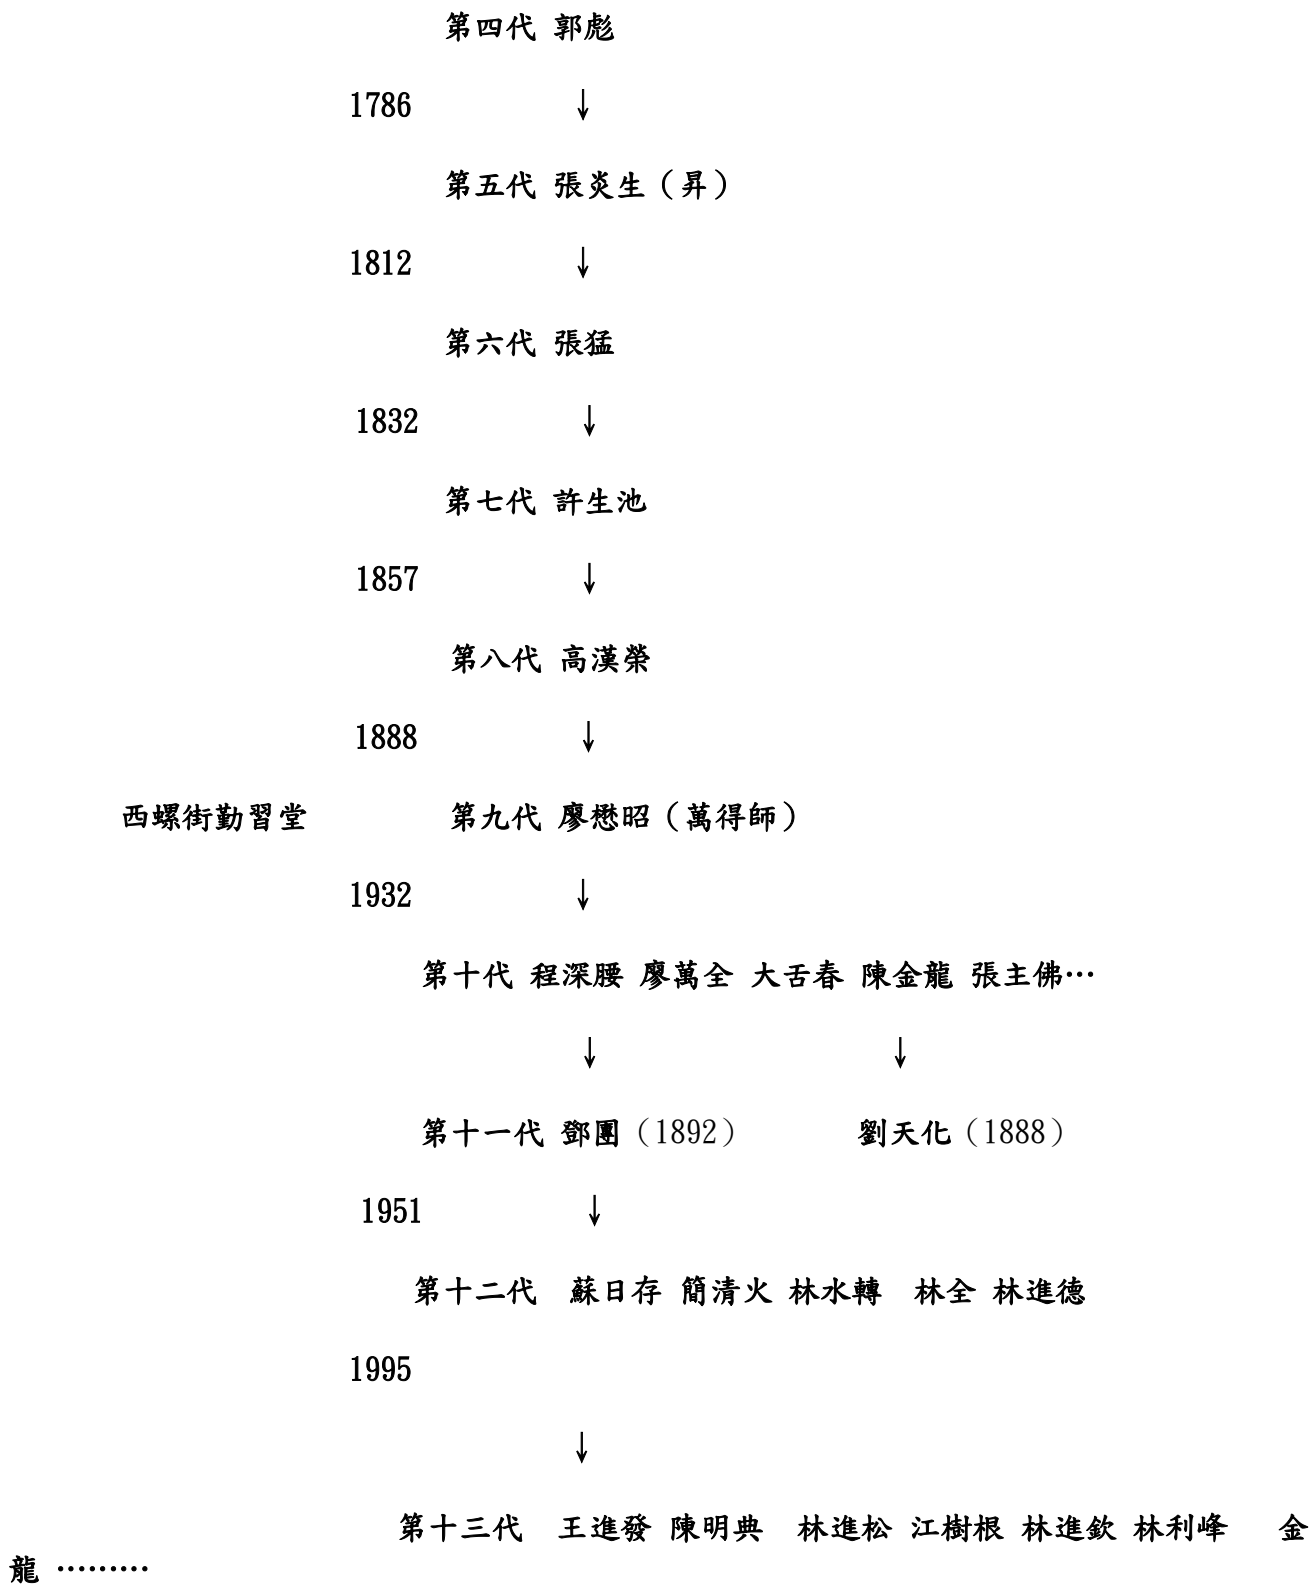 第四代 郭彪
1786 ↓
第五代 張炎生（昇）
1812 ↓
第六代 張猛
1832 ↓
第七代 許生池
1857 ↓
第八代 高漢榮
1888 ↓
西螺街勤習堂 第九代 廖懋昭（萬得師）
1932 ↓
第十代 程深腰 廖萬全 大舌春 陳金龍 張主佛…
↓ ↓
第十一代 鄧團（1892） 劉天化（1888）
1951 ↓
第十二代 蘇日存 簡清火 林水轉 林全 林進德
1995
↓
第十三代 王進發 陳明典 林進松 江樹根 林進欽 林利峰 金
龍 ………